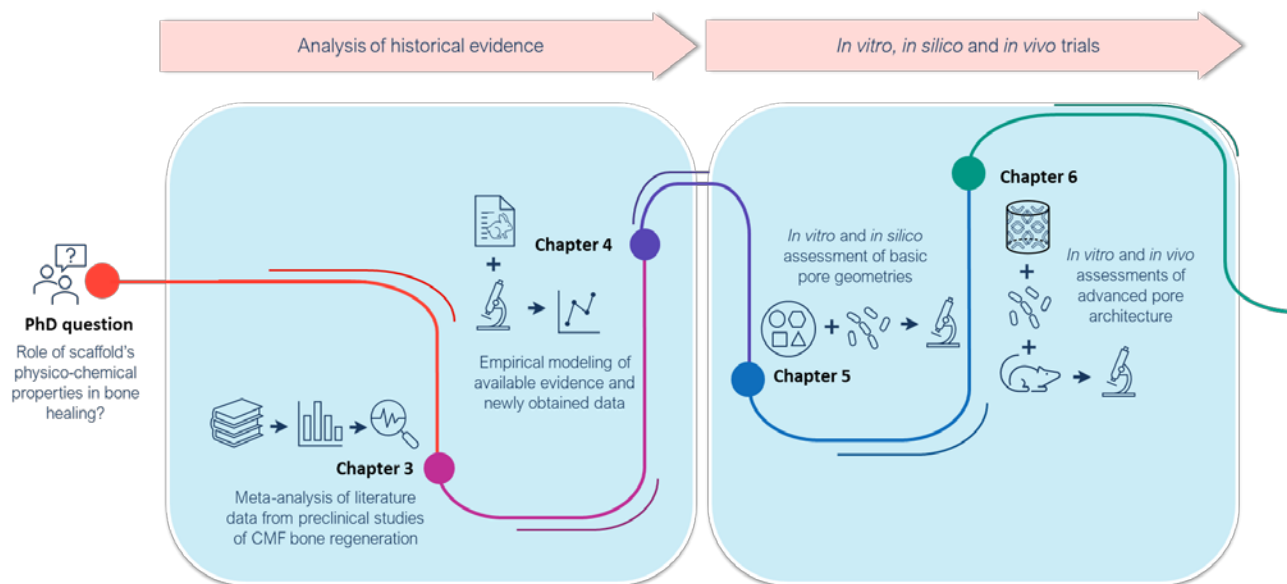 Analysis of historical evidence
In vitro, in silico and in vivo trials
?
PhD question
Role of scaffold's
physico-chemical
properties in bone
healing?
Chapter 3
Meta-analysis of literature
data from preclinical studies
of CMF bone regeneration
+
Chapter 4
Empirical modeling of
available evidence and
newly obtained data
In vitro and in silico
assessment of basic
pore geometries
+
Chapter 5
Chapter 6
+
+
In vitro and in vivo
assessments of
advanced pore
architecture